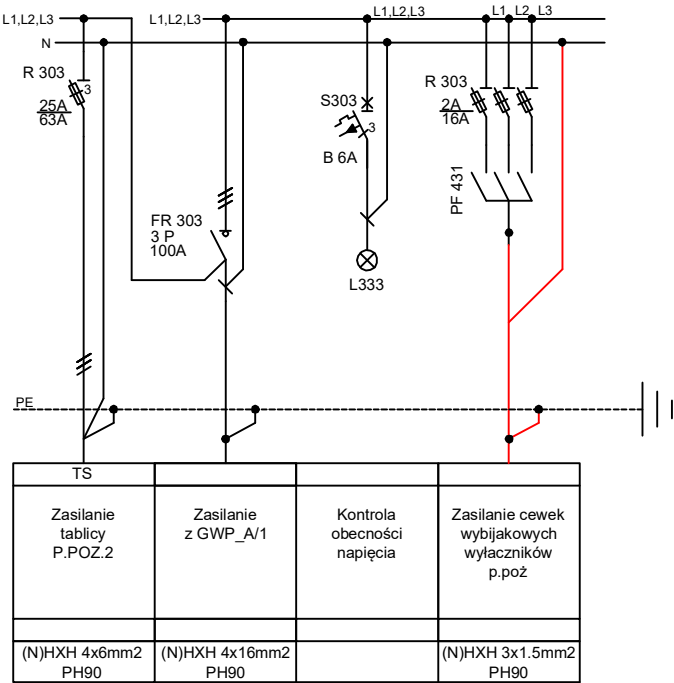 L1,L2,L3
L1,L2,L3
L1,L2,L3
L1, L2, L3
N
R 303
3
25A
63A
S303
3
B 6A
R 303
2A
16A
PF 431
FR 303
3 P
100A
L333
PE
TS
Zasilanie
tablicy
P.POZ.2
Zasilanie
z GWP_A/1
Kontrola
obecności
napięcia
Zasilanie cewek
wybijakowych
wyłaczników
p.poż
(N)HXH 4x6mm2
PH90
(N)HXH 4x16mm2
PH90
(N)HXH 3x1.5mm2
PH90